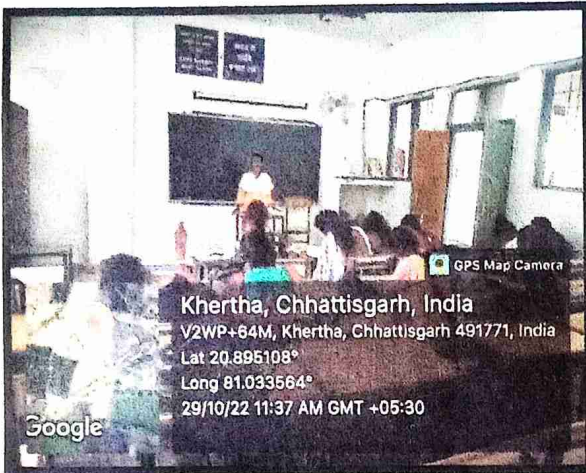 GPS Map Camera
Khertha, Chhattisgarh, India
V2WP+64M, Khertha, Chhattisgarh 491771, India
Lat 20.895108°
Long 81.033564°
29/10/22 11:37 AM GMT +05:30
Google